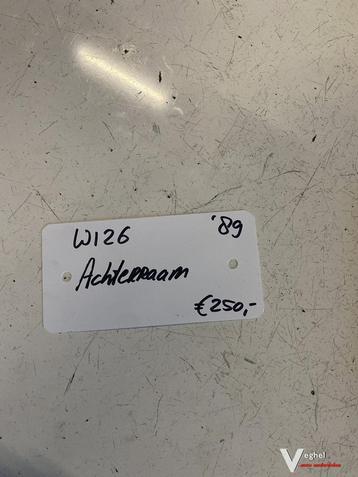 W126 '89
Achterraam
€250,-
Veghel